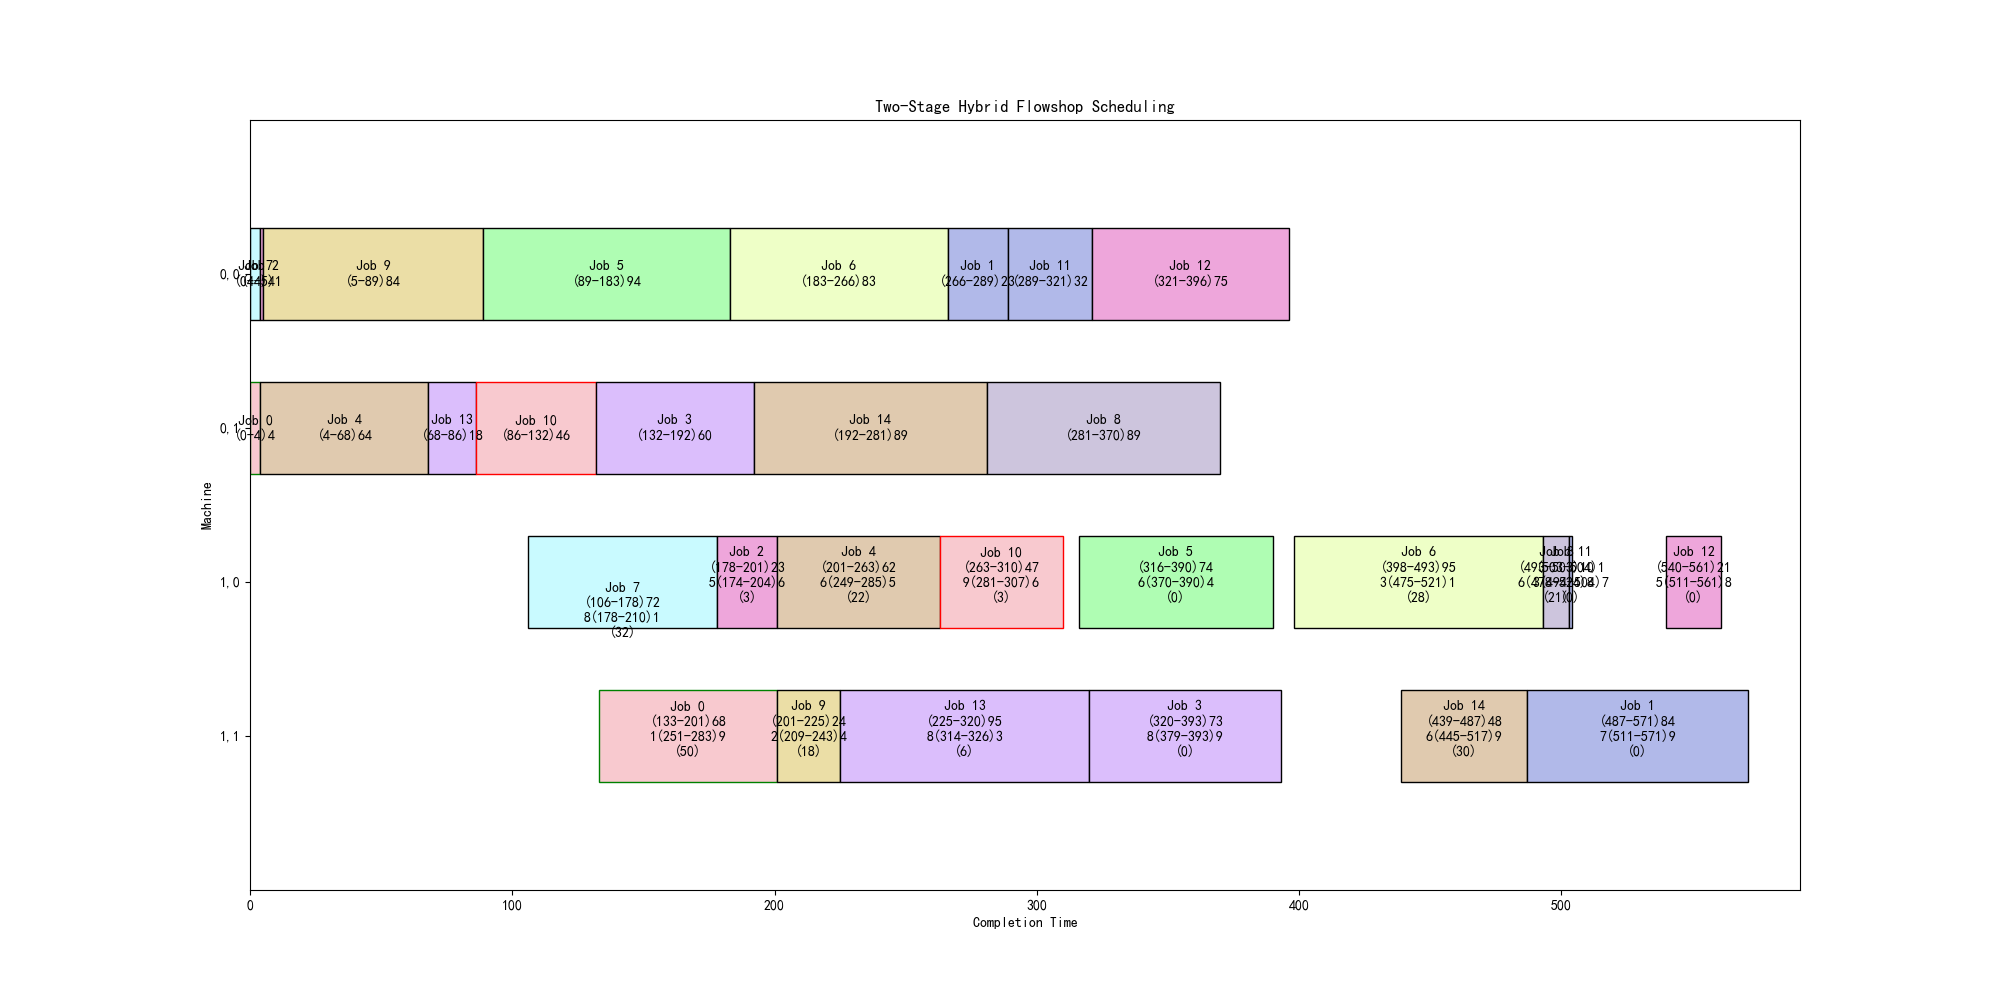 Two-Stage Hybrid Flowshop Scheduling
Machine
0,0
Job 9
(5-89)84
Job 5
(89-183)94
Job 6
(183-266)83
Job 1
(266-289)23
Job 11
(289-321)32
Job 12
(321-396)75
0,1
Job 0
(0-4)4
Job 4
(4-68)64
Job 13
(68-86)18
Job 10
(86-132)46
Job 3
(132-192)60
Job 14
(192-281)89
Job 8
(281-370)89
1,0
Job 7
(106-178)72
8(178-210)1
(32)
Job 2
(178-201)23
5(174-204)6
(3)
Job 4
(201-263)62
6(249-285)5
(22)
Job 10
(263-310)47
9(281-307)6
(3)
Job 5
(316-390)74
6(370-390)4
(0)
Job 6
(398-493)95
3(475-521)1
(28)
(21)
(0)
Job 12
(540-561)21
5(511-561)8
(0)
1,1
Job 0
(133-201)68
1(251-283)9
(50)
Job 9
(201-225)24
2(209-243)4
(18)
Job 13
(225-320)95
8(314-326)3
(6)
Job 3
(320-393)73
8(379-393)9
(0)
Job 14
(439-487)48
6(445-517)9
(30)
Job 1
(487-571)84
7(511-571)9
(0)
0
100
200
300
400
500
Completion Time